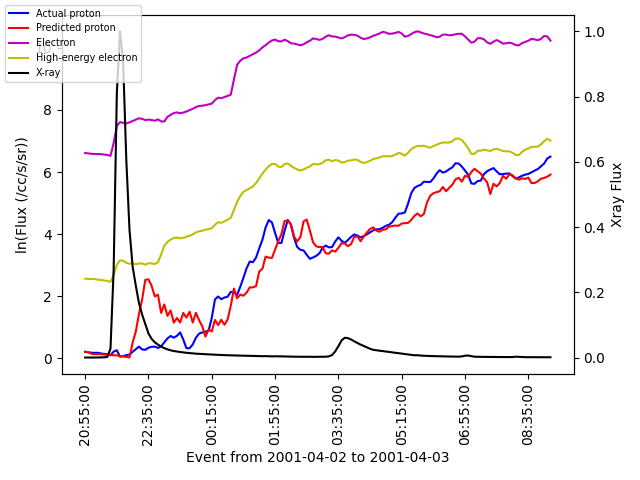 Actual proton
Predicted proton
Electron
High-energy electron
X-ray
ln(Flux (/cc/s/sr))
10
8
6
4
2
0
1.0
0.8
0.6
0.4
0.2
0.0
Xray Flux
20:55:00
22:35:00
00:15:00
01:55:00
03:35:00
05:15:00
06:55:00
08:35:00
Event from 2001-04-02 to 2001-04-03